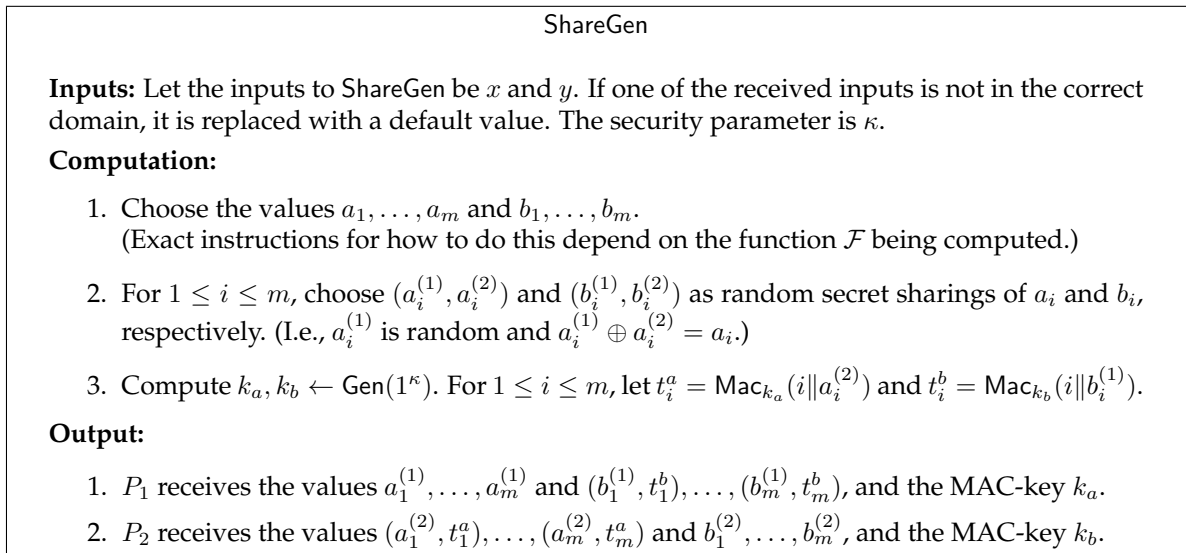 ShareGen
Inputs: Let the inputs to ShareGen be x and y. If one of the received inputs is not in the correct
domain, it is replaced with a default value. The security parameter is κ.
Computation:
1. Choose the values a₁, . . . , aₘ and b₁, . . . , bₘ.
(Exact instructions for how to do this depend on the function ℱ being computed.)
2. For 1 ≤ i ≤ m, choose (aᵢ⁽¹⁾, aᵢ⁽²⁾) and (bᵢ⁽¹⁾, bᵢ⁽²⁾) as random secret sharings of aᵢ and bᵢ,
respectively. (I.e., aᵢ⁽¹⁾ is random and aᵢ⁽¹⁾ ⊕ aᵢ⁽²⁾ = aᵢ.)
3. Compute kₐ, k_b ← Gen(1^κ). For 1 ≤ i ≤ m, let tᵢᵃ = Mac_{kₐ}(i‖aᵢ⁽²⁾) and tᵢᵇ = Mac_{k_b}(i‖bᵢ⁽¹⁾).
Output:
1. P₁ receives the values a₁⁽¹⁾, . . . , aₘ⁽¹⁾ and (b₁⁽¹⁾, t₁ᵇ), . . . , (bₘ⁽¹⁾, tₘᵇ), and the MAC-key kₐ.
2. P₂ receives the values (a₁⁽²⁾, t₁ᵃ), . . . , (aₘ⁽²⁾, tₘᵃ) and b₁⁽²⁾, . . . , bₘ⁽²⁾, and the MAC-key k_b.